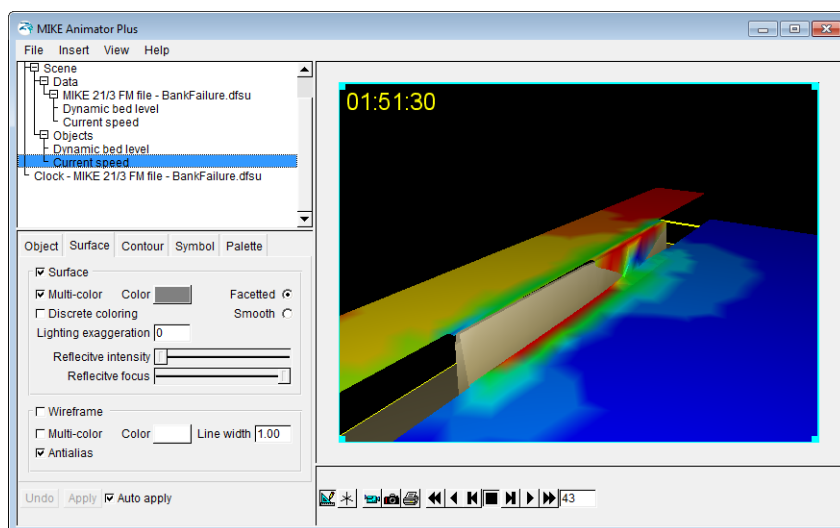 MIKE Animator Plus
File Insert View Help
Scene
Data
MIKE 21/3 FM file - BankFailure.dfsu
Dynamic bed level
Current speed
Objects
Dynamic bed level
Current speed
Clock - MIKE 21/3 FM file - BankFailure.dfsu
01:51:30
Object Surface Contour Symbol Palette
Surface
Multi-color Color Facetted
Discrete coloring Smooth
Lighting exaggeration 0
Reflecitve intensity
Reflecitve focus
Wireframe
Multi-color Color Line width 1.00
Antialias
Undo Apply Auto apply
43